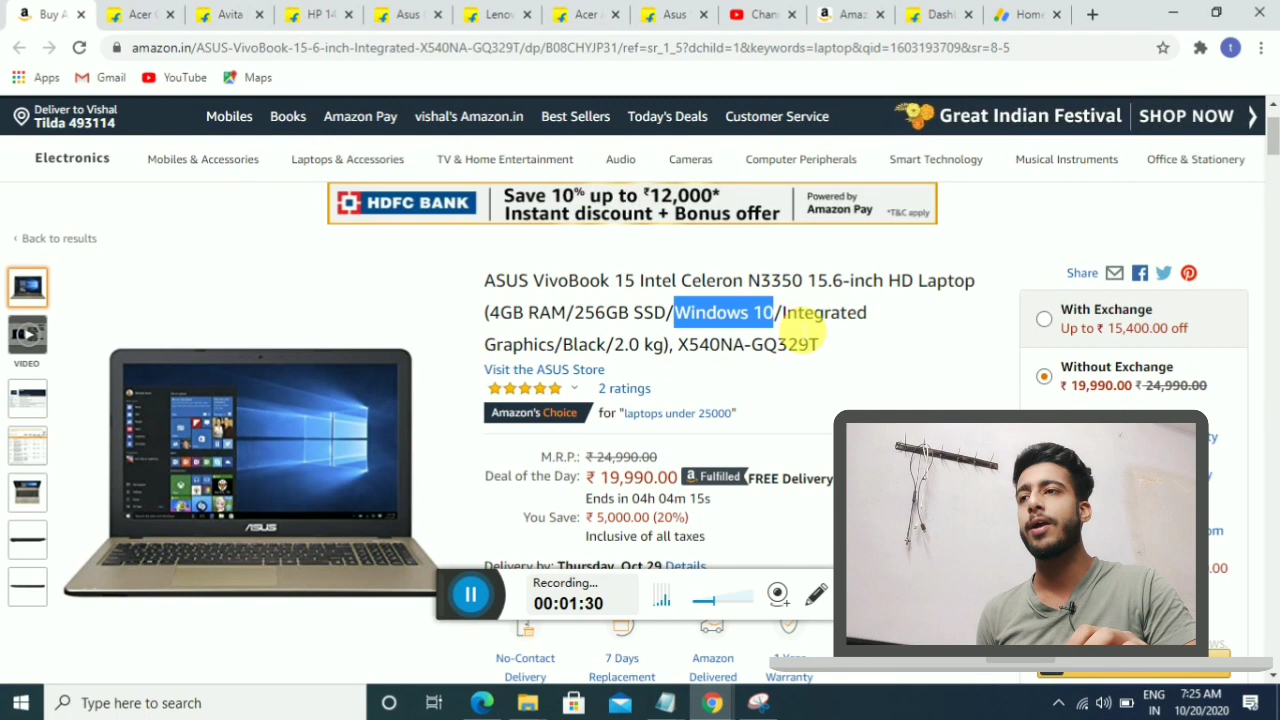 Buy A
Acer C
Avita
HP 14
Asus
Lenov
Acer
Asus
Chan
Amaz
Dash
Home
amazon.in/ASUS-VivoBook-15-6-inch-Integrated-X540NA-GQ329T/dp/B08CHYJP31/ref=sr_1_5?dchild=1&keywords=laptop&qid=1603193709&sr=8-5
t
Apps
Gmail
YouTube
Maps
Deliver to Vishal
Tilda 493114
Mobiles
Books
Amazon Pay
vishal's Amazon.in
Best Sellers
Today's Deals
Customer Service
Great Indian Festival
SHOP NOW
Electronics
Mobiles & Accessories
Laptops & Accessories
TV & Home Entertainment
Audio
Cameras
Computer Peripherals
Smart Technology
Musical Instruments
Office & Stationery
HDFC BANK
Save 10% up to ₹12,000*
Instant discount + Bonus offer
Powered by
Amazon Pay
*T&C apply
‹ Back to results
VIDEO
ASUS
ASUS VivoBook 15 Intel Celeron N3350 15.6-inch HD Laptop
(4GB RAM/256GB SSD/Windows 10/Integrated
Graphics/Black/2.0 kg), X540NA-GQ329T
Visit the ASUS Store
2 ratings
Amazon's Choice for "laptops under 25000"
M.R.P.: ₹ 24,990.00
Deal of the Day: ₹ 19,990.00 a Fulfilled FREE Delivery
Ends in 04h 04m 15s
You Save: ₹ 5,000.00 (20%)
Inclusive of all taxes
Delivery by: Thursday, Oct 29 Details
No-Contact
Delivery
7 Days
Replacement
Amazon
Delivered
1 Year
Warranty
Share
With Exchange
Up to ₹ 15,400.00 off
Without Exchange
₹ 19,990.00 ₹ 24,990.00
Recording...
00:01:30
Type here to search
ENG
IN
7:25 AM
10/20/2020